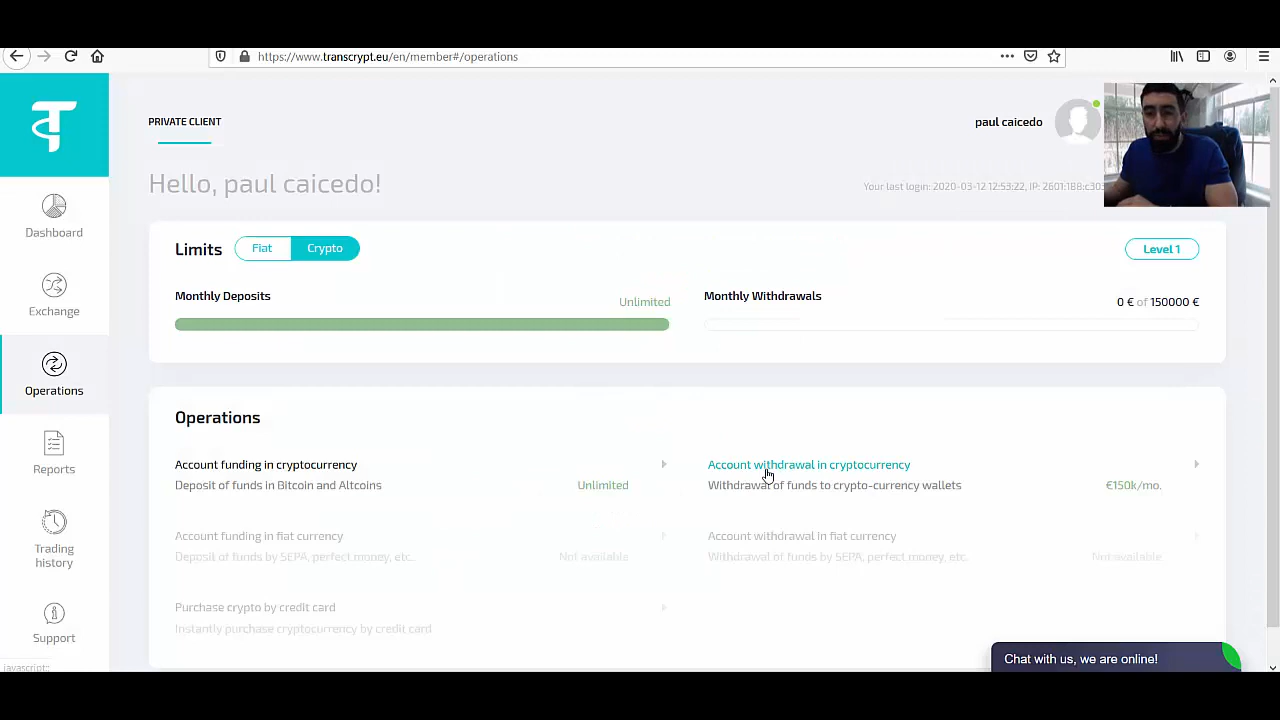 https://www.transcrypt.eu/en/member#/operations
PRIVATE CLIENT
paul caicedo
Hello, paul caicedo!
Your last login: 2020-03-12 12:53:22, IP: 2601:188:c303
Limits
Fiat
Crypto
Level 1
Monthly Deposits
Unlimited
Monthly Withdrawals
0 € of 150000 €
Dashboard
Exchange
Operations
Reports
Trading history
Support
Operations
Account funding in cryptocurrency
Deposit of funds in Bitcoin and Altcoins
Unlimited
Account withdrawal in cryptocurrency
Withdrawal of funds to crypto-currency wallets
€150k/mo.
Account funding in fiat currency
Deposit of funds by SEPA, perfect money, etc.
Not available
Account withdrawal in fiat currency
Withdrawal of funds by SEPA, perfect money, etc.
Not available
Purchase crypto by credit card
Instantly purchase cryptocurrency by credit card
Chat with us, we are online!
javascript: